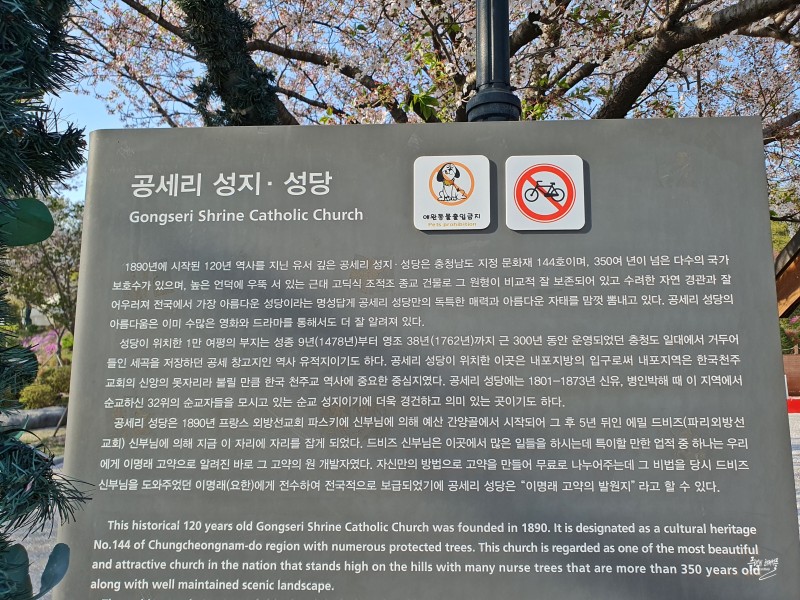 공세리 성지 · 성당
Gongseri Shrine Catholic Church
애완동물출입금지
Pets prohibition
1890년에 시작된 120년 역사를 지닌 유서 깊은 공세리 성지 · 성당은 충청남도 지정 문화재 144호이며, 350여 년이 넘은 다수의 국가
보호수가 있으며, 높은 언덕에 우뚝 서 있는 근대 고딕식 조적조 종교 건물로 그 원형이 비교적 잘 보존되어 있고 수려한 자연 경관과 잘
어우러져 전국에서 가장 아름다운 성당이라는 명성답게 공세리 성당만의 독특한 매력과 아름다운 자태를 맘껏 뽐내고 있다. 공세리 성당의
아름다움은 이미 수많은 영화와 드라마를 통해서도 더 잘 알려져 있다.
성당이 위치한 1만 여평의 부지는 성종 9년(1478년)부터 영조 38년(1762년)까지 근 300년 동안 운영되었던 충청도 일대에서 거두어
들인 세곡을 저장하던 공세 창고지인 역사 유적지이기도 하다. 공세리 성당이 위치한 이곳은 내포지방의 입구로써 내포지역은 한국천주
교회의 신앙의 못자리라 불릴 만큼 한국 천주교 역사에 중요한 중심지였다. 공세리 성당에는 1801-1873년 신유, 병인박해 때 이 지역에서
순교하신 32위의 순교자들을 모시고 있는 순교 성지이기에 더욱 경건하고 의미 있는 곳이기도 하다.
공세리 성당은 1890년 프랑스 외방선교회 파스키에 신부님에 의해 예산 간양골에서 시작되어 그 후 5년 뒤인 에밀 드비즈(파리외방선
교회) 신부님에 의해 지금 이 자리에 자리를 잡게 되었다. 드비즈 신부님은 이곳에서 많은 일들을 하시는데 특이할 만한 업적 중 하나는 우리
에게 이명래 고약으로 알려진 바로 그 고약의 원 개발자였다. 자신만의 방법으로 고약을 만들어 무료로 나누어주는데 그 비법을 당시 드비즈
신부님을 도와주었던 이명래(요한)에게 전수하여 전국적으로 보급되었기에 공세리 성당은 "이명래 고약의 발원지" 라고 할 수 있다.
This historical 120 years old Gongseri Shrine Catholic Church was founded in 1890. It is designated as a cultural heritage
No.144 of Chungcheongnam-do region with numerous protected trees. This church is regarded as one of the most beautiful
and attractive church in the nation that stands high on the hills with many nurse trees that are more than 350 years old
along with well maintained scenic landscape.